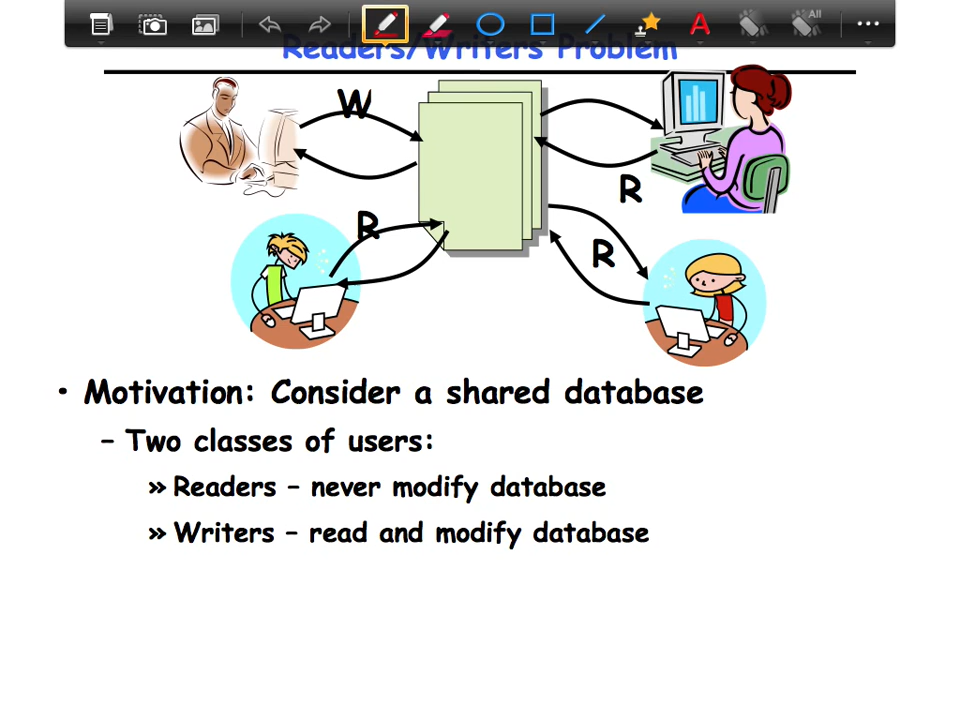 All
Readers/Writers Problem
W
R
R
R
• Motivation: Consider a shared database
– Two classes of users:
» Readers – never modify database
» Writers – read and modify database